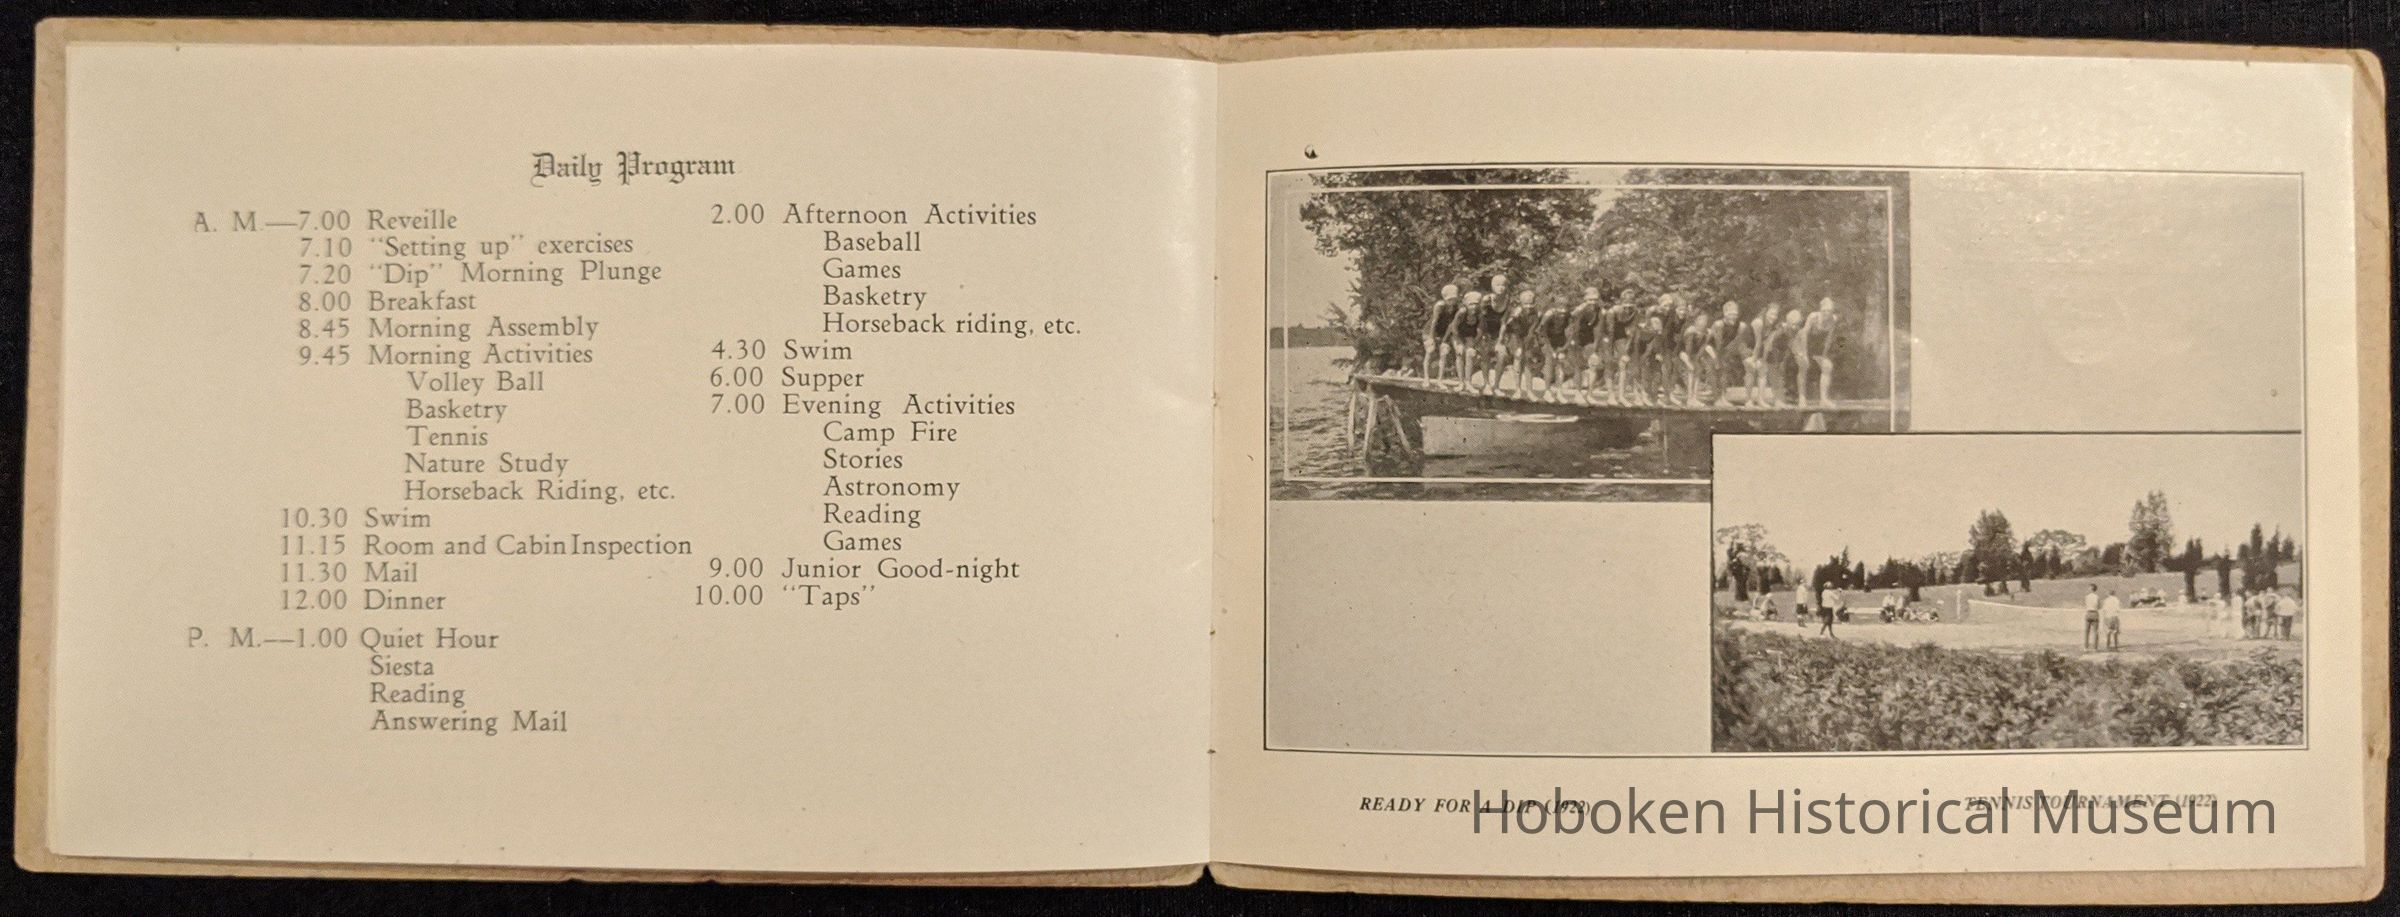 Daily Program
A. M.—7.00 Reveille
7.10 "Setting up" exercises
7.20 "Dip" Morning Plunge
8.00 Breakfast
8.45 Morning Assembly
9.45 Morning Activities
Volley Ball
Basketry
Tennis
Nature Study
Horseback Riding, etc.
10.30 Swim
11.15 Room and Cabin Inspection
11.30 Mail
12.00 Dinner
P. M.—1.00 Quiet Hour
Siesta
Reading
Answering Mail
2.00 Afternoon Activities
Baseball
Games
Basketry
Horseback riding, etc.
4.30 Swim
6.00 Supper
7.00 Evening Activities
Camp Fire
Stories
Astronomy
Reading
Games
9.00 Junior Good-night
10.00 "Taps"
READY FOR A DIP (1922)
TENNIS TOURNAMENT (1922)
Hoboken Historical Museum